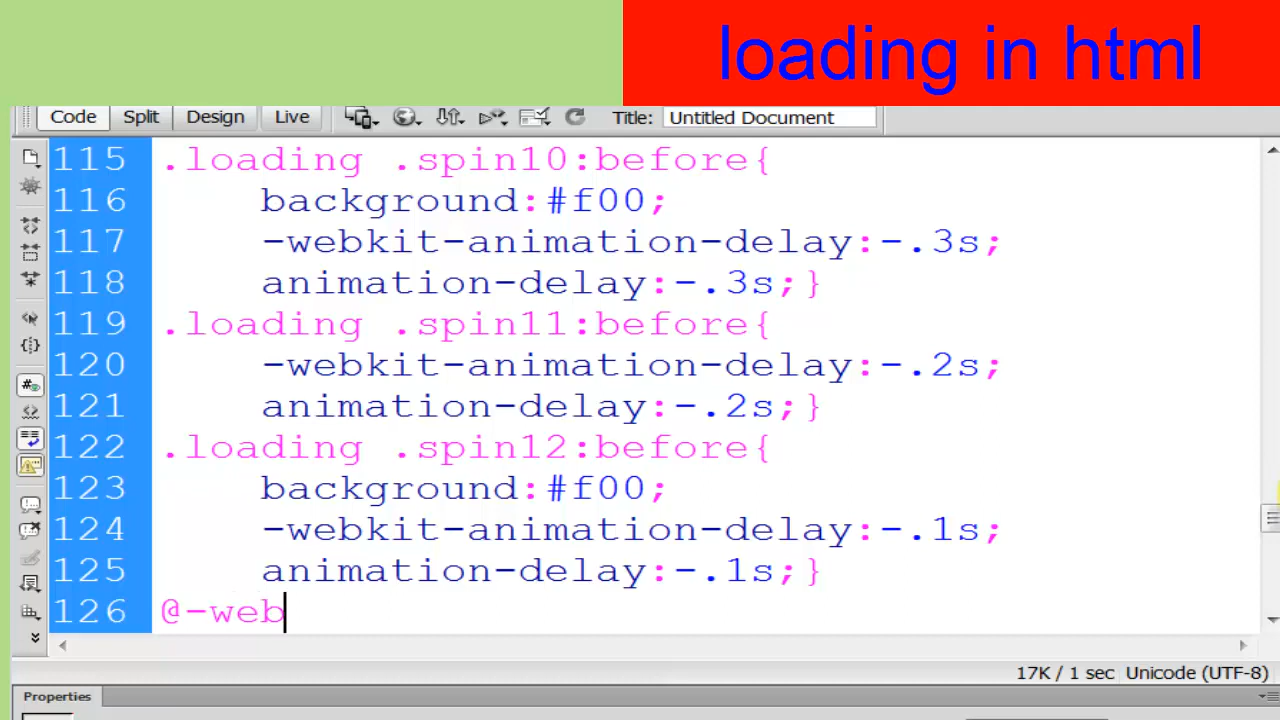 loading in html
Code Split Design Live Title: Untitled Document
115 .loading .spin10:before{
116 background:#f00;
117 -webkit-animation-delay:-.3s;
118 animation-delay:-.3s;}
119 .loading .spin11:before{
120 -webkit-animation-delay:-.2s;
121 animation-delay:-.2s;}
122 .loading .spin12:before{
123 background:#f00;
124 -webkit-animation-delay:-.1s;
125 animation-delay:-.1s;}
126 @-web
17K / 1 sec Unicode (UTF-8)
Properties